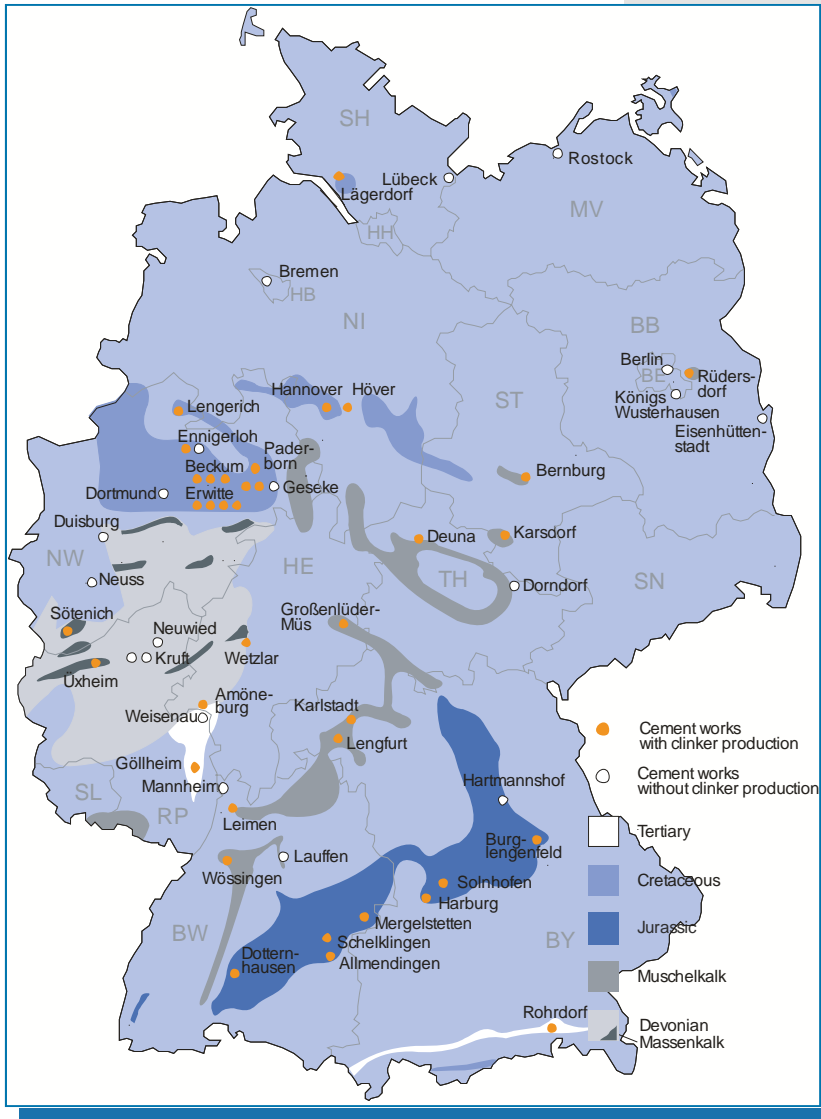 SH
Rostock
Lübeck
Lägerdorf
MV
HH
Bremen
HB
NI
BB
Berlin
BE
Rüders-
dorf
Königs
Wusterhausen
Eisenhütten-
stadt
Hannover
Höver
ST
Lengerich
Ennigerloh
Pader-
born
Beckum
Bernburg
Dortmund
Erwitte
Geseke
Duisburg
Deuna
Karsdorf
NW
HE
TH
SN
Neuss
Dorndorf
Sötenich
Großenlüder-
Müs
Neuwied
Kruft
Wetzlar
Üxheim
Amöne-
burg
Weisenau
Karlstadt
Lengfurt
Göllheim
Mannheim
Hartmannshof
SL
RP
Leimen
Burg-
lengenfeld
Lauffen
Wössingen
Solnhofen
Harburg
Mergelstetten
BW
Schelklingen
BY
Dottern-
hausen
Allmendingen
Rohrdorf
Cement works
with clinker production
Cement works
without clinker production
Tertiary
Cretaceous
Jurassic
Muschelkalk
Devonian
Massenkalk